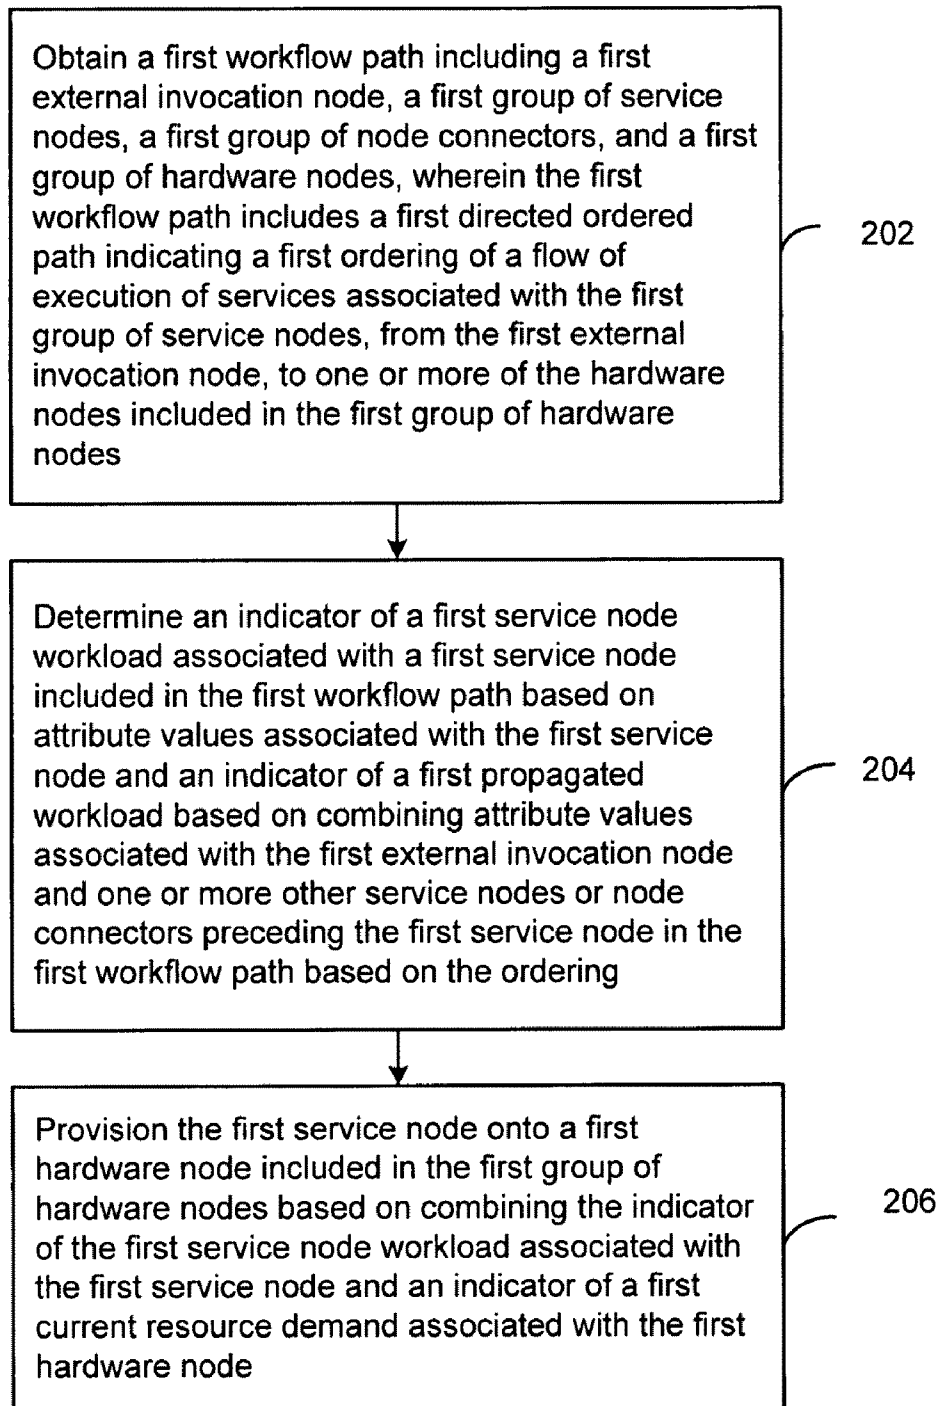 Obtain a first workflow path including a first
external invocation node, a first group of service
nodes, a first group of node connectors, and a first
group of hardware nodes, wherein the first
workflow path includes a first directed ordered
path indicating a first ordering of a flow of
execution of services associated with the first
group of service nodes, from the first external
invocation node, to one or more of the hardware
nodes included in the first group of hardware
nodes
202
Determine an indicator of a first service node
workload associated with a first service node
included in the first workflow path based on
attribute values associated with the first service
node and an indicator of a first propagated
workload based on combining attribute values
associated with the first external invocation node
and one or more other service nodes or node
connectors preceding the first service node in the
first workflow path based on the ordering
204
Provision the first service node onto a first
hardware node included in the first group of
hardware nodes based on combining the indicator
of the first service node workload associated with
the first service node and an indicator of a first
current resource demand associated with the first
hardware node
206